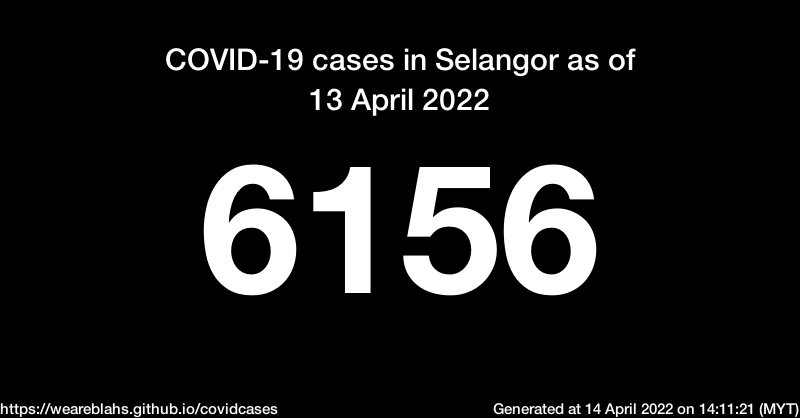 COVID-19 cases in Selangor as of
13 April 2022
6156
https://weareblahs.github.io/covidcases
Generated at 14 April 2022 on 14:11:21 (MYT)